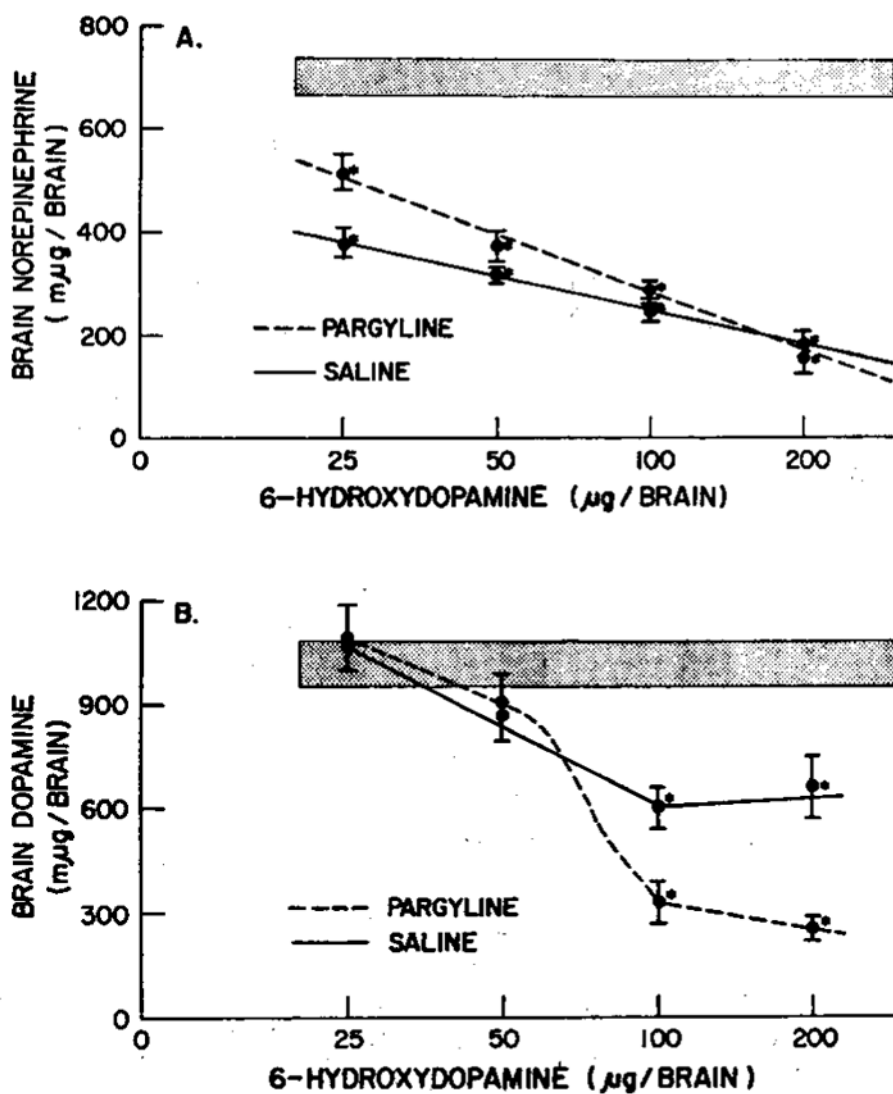 A.
800
600
400
200
0
BRAIN NOREPINEPHRINE
(mµg / BRAIN)
--- PARGYLINE
— SALINE
0 25 50 100 200
6-HYDROXYDOPAMINE (µg / BRAIN)
B.
1200
900
600
300
0
BRAIN DOPAMINE
(mµg/BRAIN)
--- PARGYLINE
— SALINE
0 25 50 100 200
6-HYDROXYDOPAMINE (µg / BRAIN)